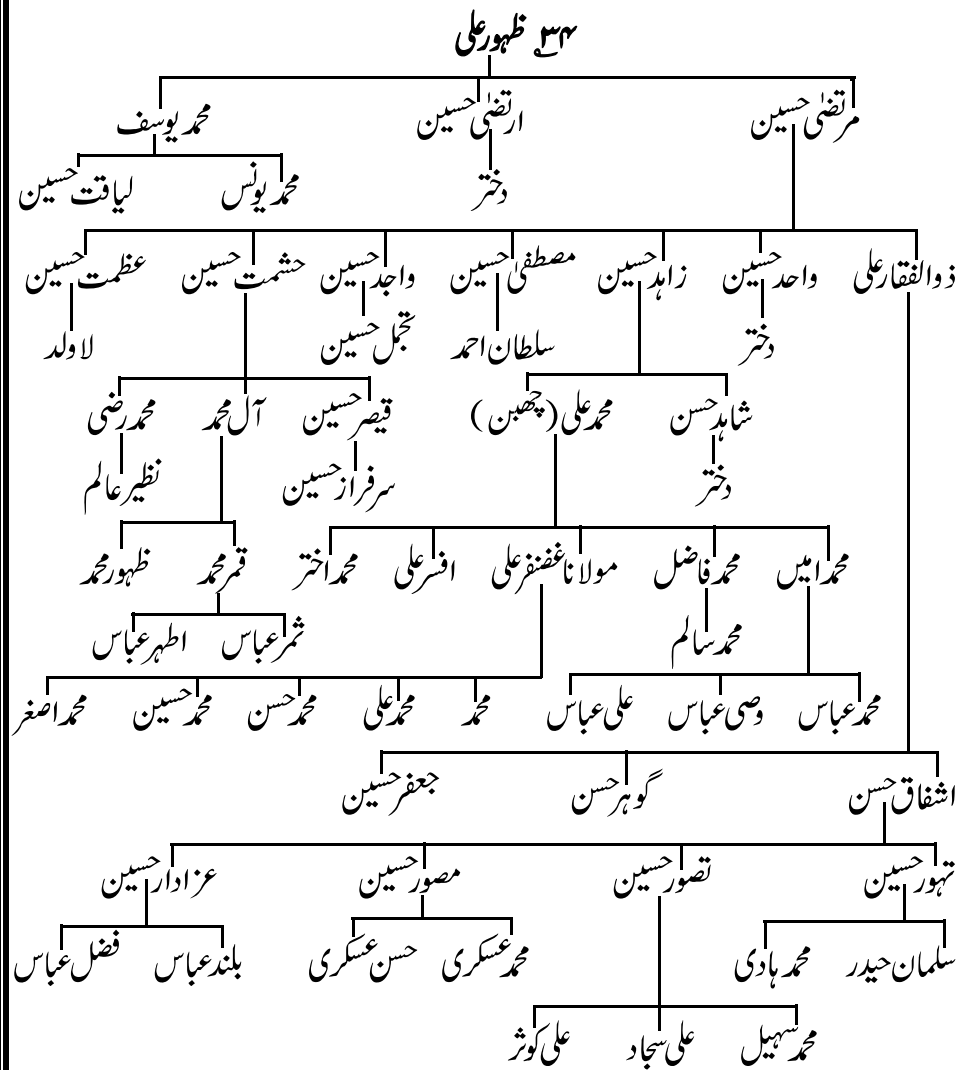 ۳۴ ظہور علی
مرتضیٰ حسین ارتضیٰ حسین محمد یوسف
دختر محمد یونس لیاقت حسین
ذوالفقار علی واحد حسین زاہد حسین مصطفیٰ حسین واجد حسین حشمت حسین عظمت حسین
دختر سلطان احمد تجمل حسین لا ولد
شاہد حسن محمد علی (چھبن) قیصر حسین آل محمد محمد رضی
دختر سرفراز حسین نظیر عالم
محمد امیں محمد فاضل مولانا غضنفر علی افسر علی محمد اختر قمر محمد ظہور محمد
محمد سالم ثمر عباس اطہر عباس
محمد عباس وصی عباس علی عباس محمد محمد علی محمد حسن محمد حسین محمد اصغر
اشفاق حسن گوہر حسن جعفر حسین
تہور حسین تصور حسین مصور حسین عزادار حسین
سلمان حیدر محمد ہادی محمد عسکری حسن عسکری بلند عباس فضل عباس
محمد سہیل علی سجاد علی کوثر